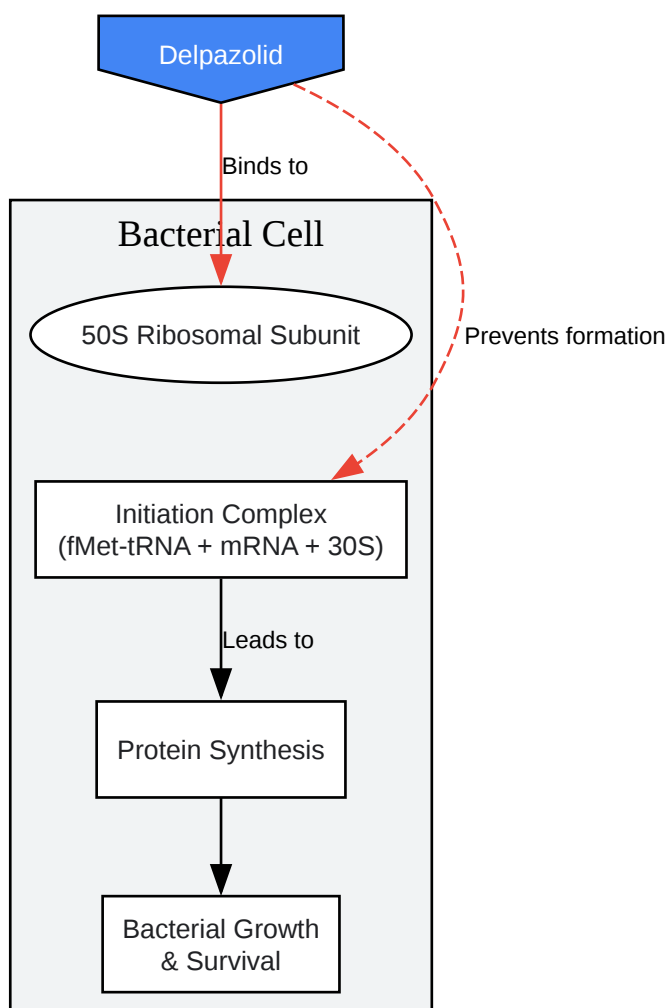 Delpazolid
Binds to
Bacterial Cell
50S Ribosomal Subunit
Prevents formation
Initiation Complex
(fMet-tRNA + mRNA + 30S)
Leads to
Protein Synthesis
Bacterial Growth
& Survival